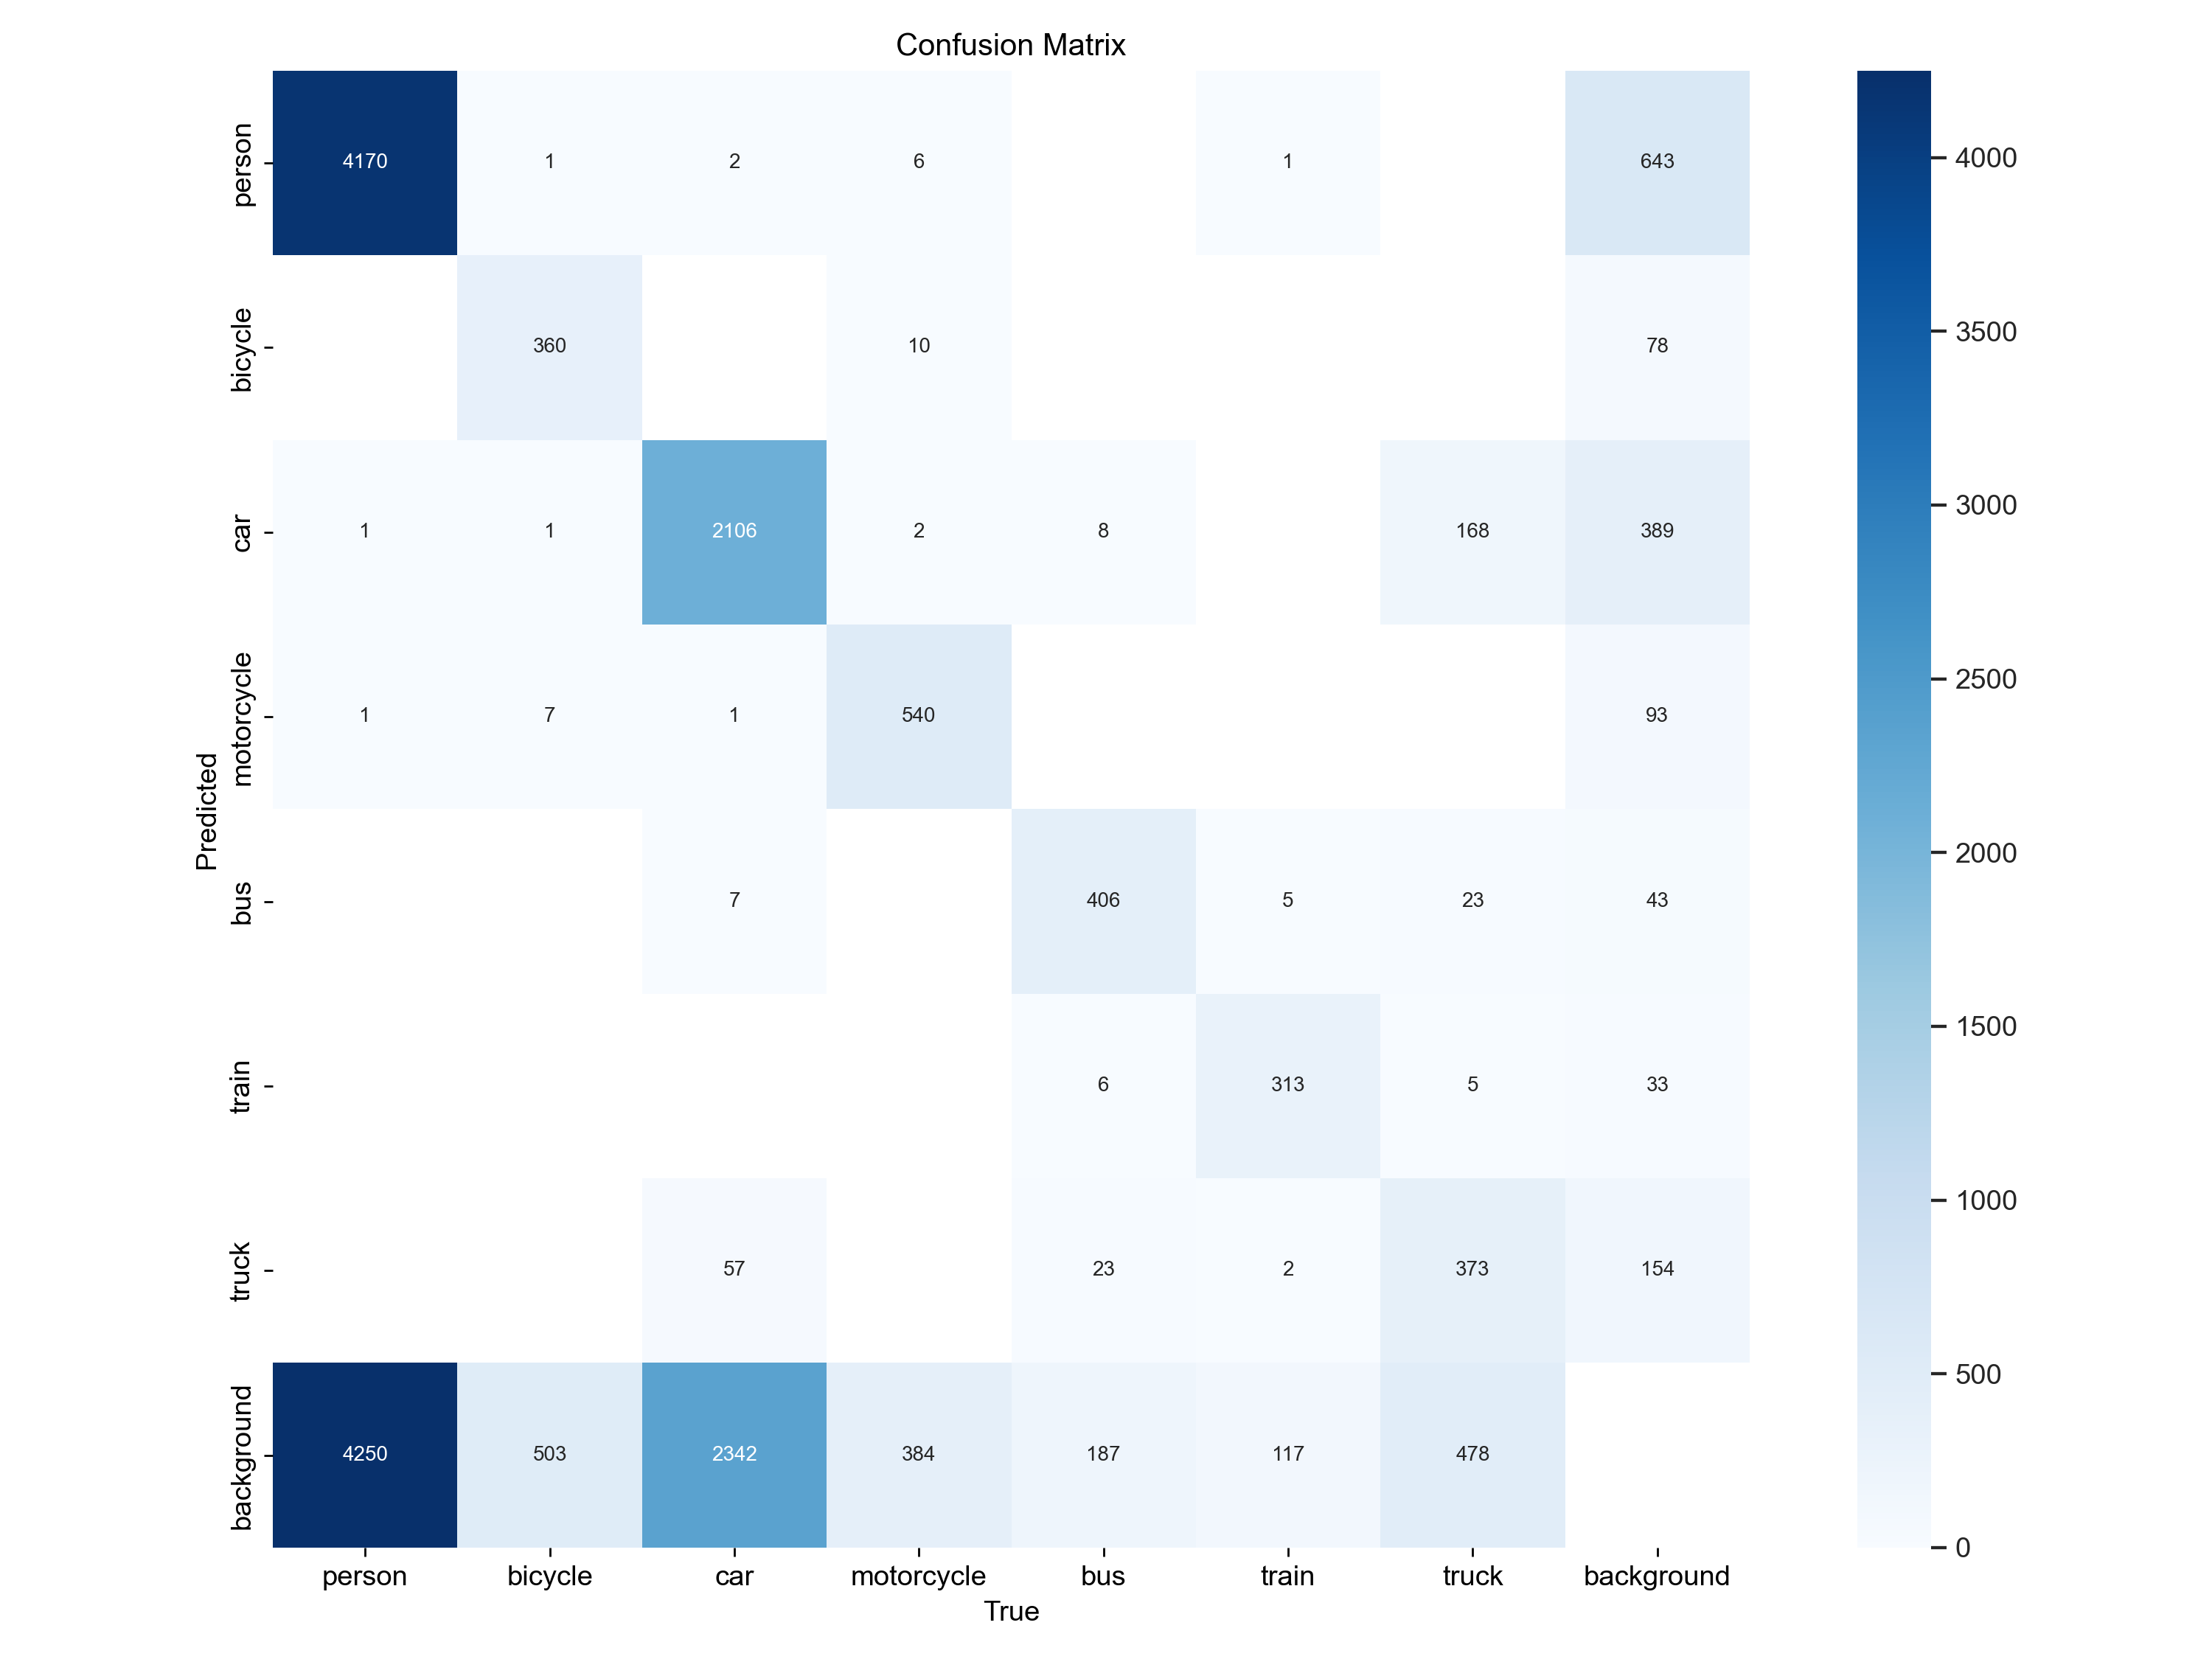 Confusion Matrix
person 4170 1 2 6 1 643
bicycle 360 10 78
car 1 1 2106 2 8 168 389
motorcycle 1 7 1 540 93
bus 7 406 5 23 43
train 6 313 5 33
truck 57 23 2 373 154
background 4250 503 2342 384 187 117 478
Predicted
person bicycle car motorcycle bus train truck background
True
4000
3500
3000
2500
2000
1500
1000
500
0